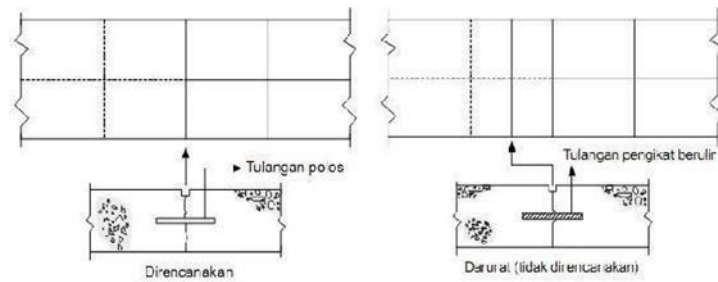 Tulangan polos
Direncanakan
Tulangan pengikat berulir
Darurat (tidak direncanakan)